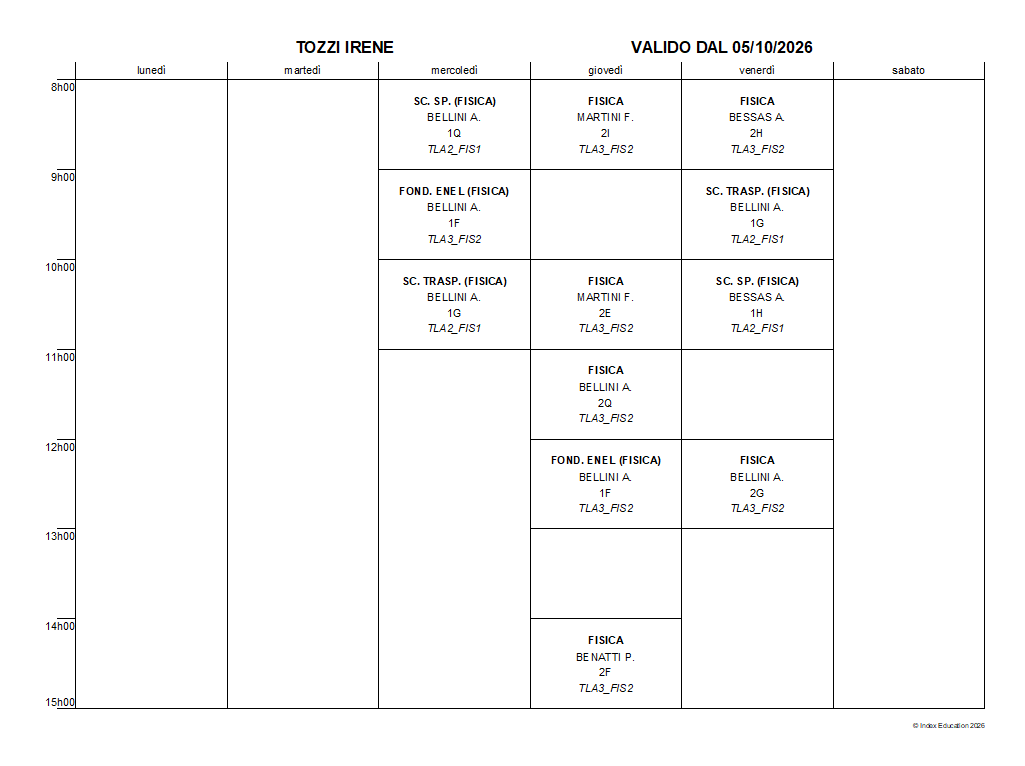 TOZZI IRENE
VALIDO DAL 05/10/2026
lunedì
martedì
mercoledì
giovedì
venerdì
sabato
8h00
SC. SP. (FISICA)
BELLINI A.
1Q
TLA2_FIS1
FISICA
MARTINI F.
2I
TLA3_FIS2
FISICA
BESSAS A.
2H
TLA3_FIS2
9h00
FOND. ENEL (FISICA)
BELLINI A.
1F
TLA3_FIS2
SC. TRASP. (FISICA)
BELLINI A.
1G
TLA2_FIS1
10h00
SC. TRASP. (FISICA)
BELLINI A.
1G
TLA2_FIS1
FISICA
MARTINI F.
2E
TLA3_FIS2
SC. SP. (FISICA)
BESSAS A.
1H
TLA2_FIS1
11h00
FISICA
BELLINI A.
2Q
TLA3_FIS2
12h00
FOND. ENEL (FISICA)
BELLINI A.
1F
TLA3_FIS2
FISICA
BELLINI A.
2G
TLA3_FIS2
13h00
14h00
FISICA
BENATTI P.
2F
TLA3_FIS2
15h00
© Index Education 2026